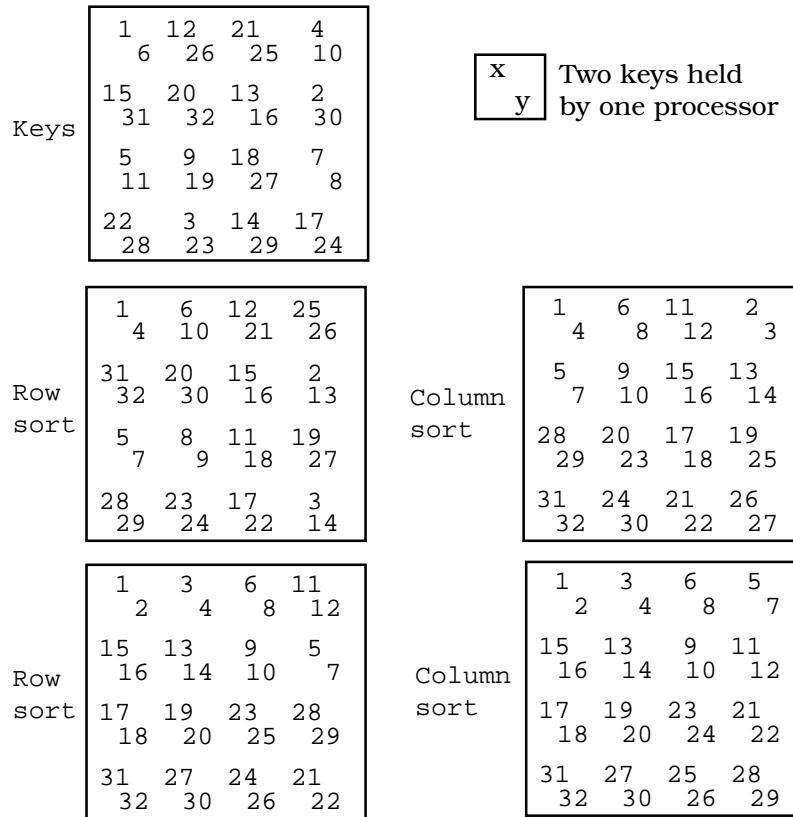 1 12 21 4
6 26 25 10
15 20 13 2
31 32 16 30
5 9 18 7
11 19 27 8
22 3 14 17
28 23 29 24
Keys
x
y
Two keys held
by one processor
1 6 12 25
4 10 21 26
31 20 15 2
32 30 16 13
5 8 11 19
7 9 18 27
28 23 17 3
29 24 22 14
Row
sort
1 6 11 2
4 8 12 3
5 9 15 13
7 10 16 14
28 20 17 19
29 23 18 25
31 24 21 26
32 30 22 27
Column
sort
1 3 6 11
2 4 8 12
15 13 9 5
16 14 10 7
17 19 23 28
18 20 25 29
31 27 24 21
32 30 26 22
Row
sort
1 3 6 5
2 4 8 7
15 13 9 11
16 14 10 12
17 19 23 21
18 20 24 22
31 27 25 28
32 30 26 29
Column
sort